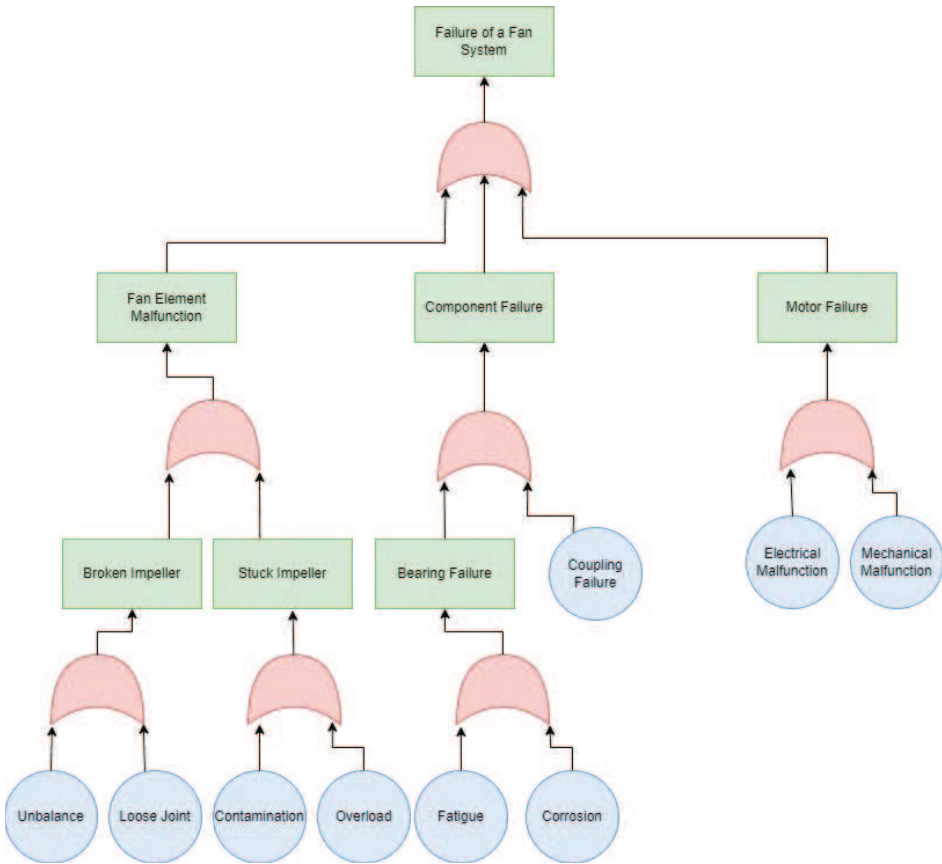 Failure of a Fan
System
Fan Element
Malfunction
Component Failure
Motor Failure
Broken Impeller
Stuck Impeller
Bearing Failure
Coupling
Failure
Electrical
Malfunction
Mechanical
Malfunction
Unbalance
Loose Joint
Contamination
Overload
Fatigue
Corrosion